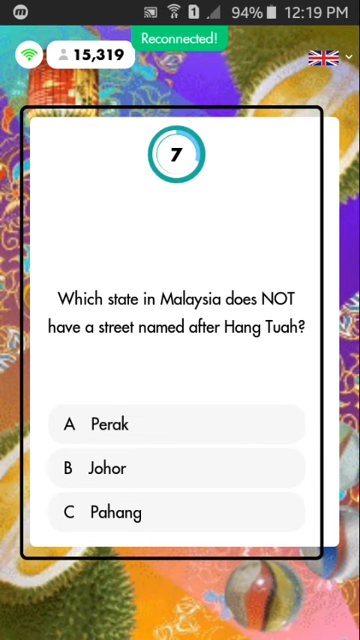 1 94% 12:19 PM
Reconnected!
15,319
7
Which state in Malaysia does NOT
have a street named after Hang Tuah?
A Perak
B Johor
C Pahang